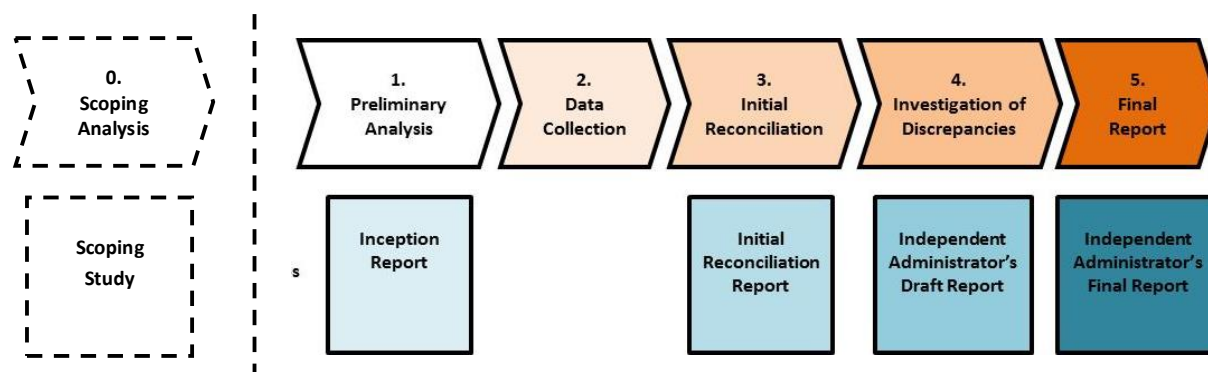 0.
Scoping
Analysis
1.
Preliminary
Analysis
2.
Data
Collection
3.
Initial
Reconciliation
4.
Investigation of
Discrepancies
5.
Final
Report
Scoping
Study
s
Inception
Report
Initial
Reconciliation
Report
Independent
Administrator's
Draft Report
Independent
Administrator's
Final Report